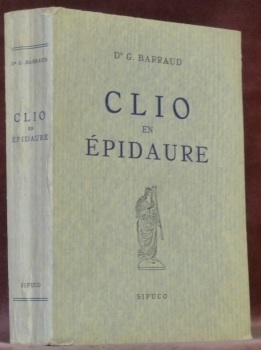 Dr G. BARRAUD
CLIO
EN
ÉPIDAURE
SIPUCO
Dr G. BARRAUD
CLIO
EN
ÉPIDAURE
SIPUCO